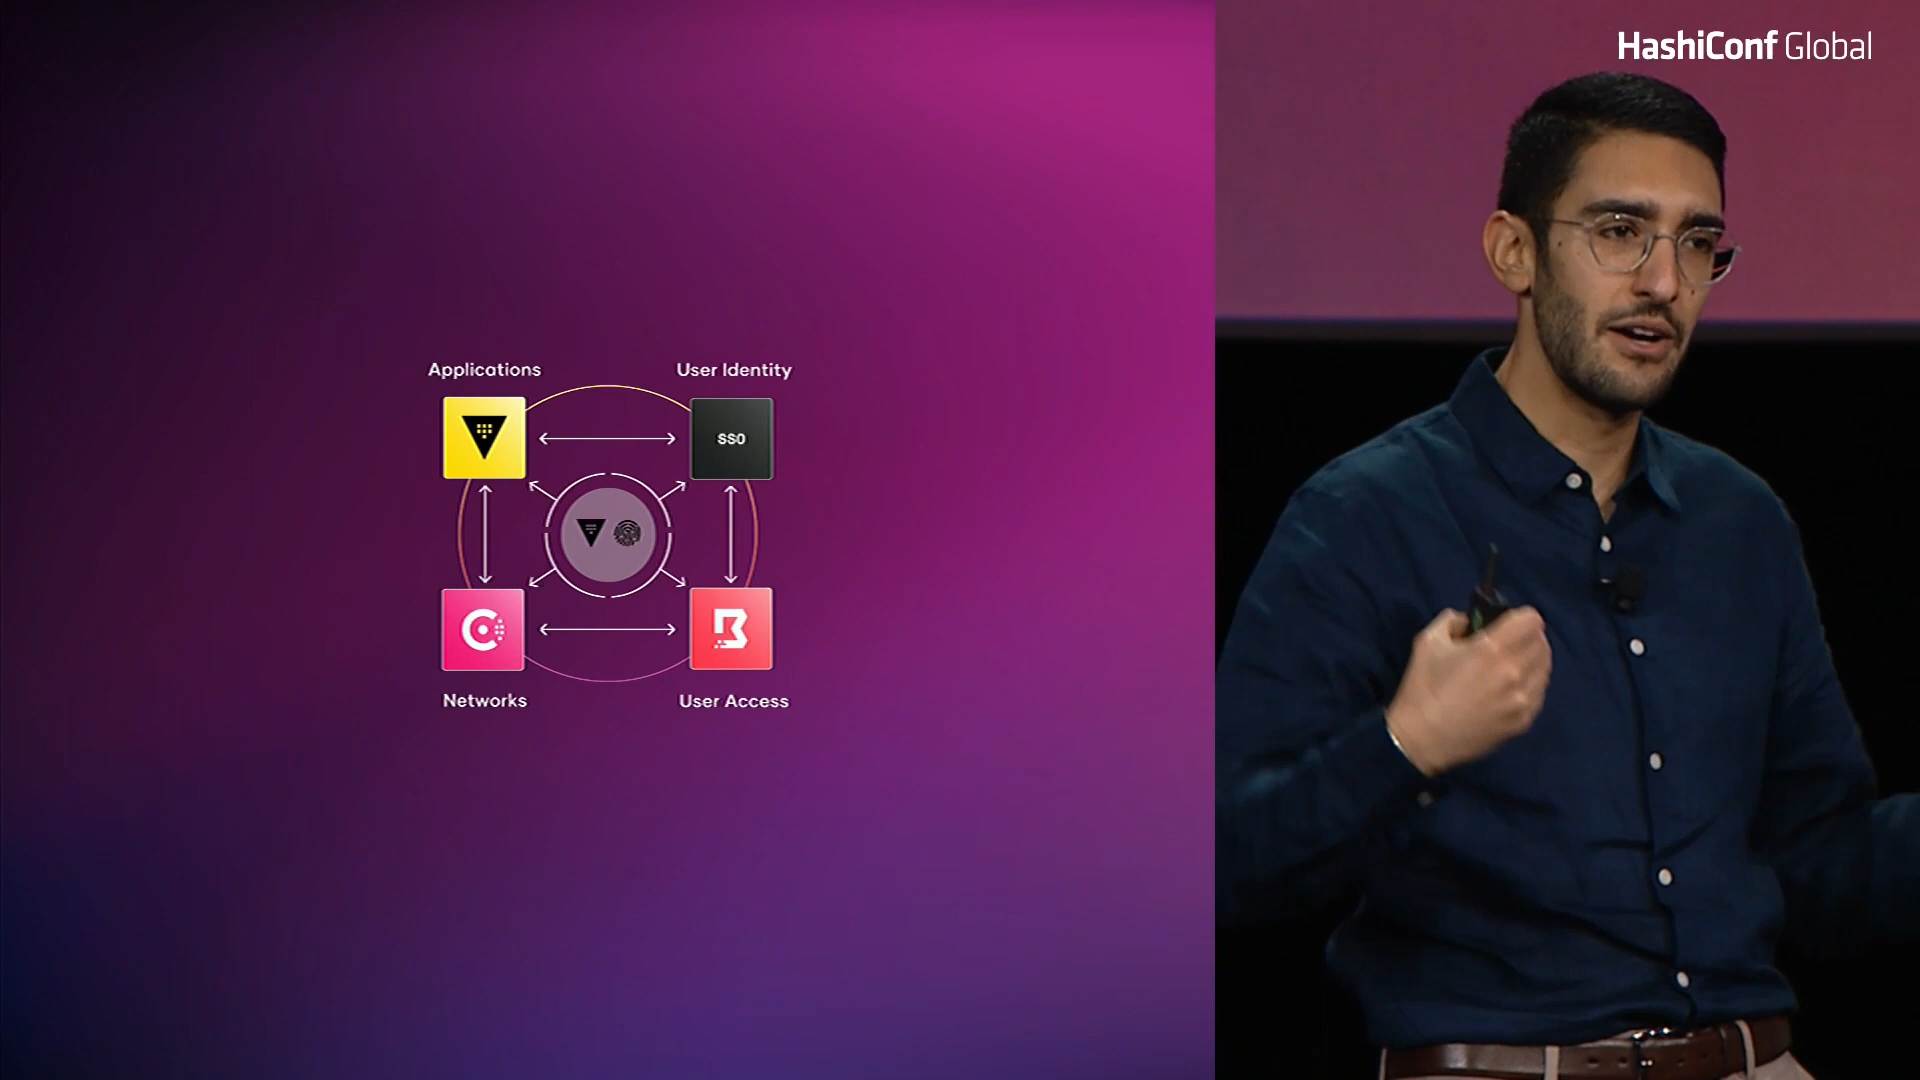 HashiConf Global
Applications
User Identity
SSO
Networks
User Access